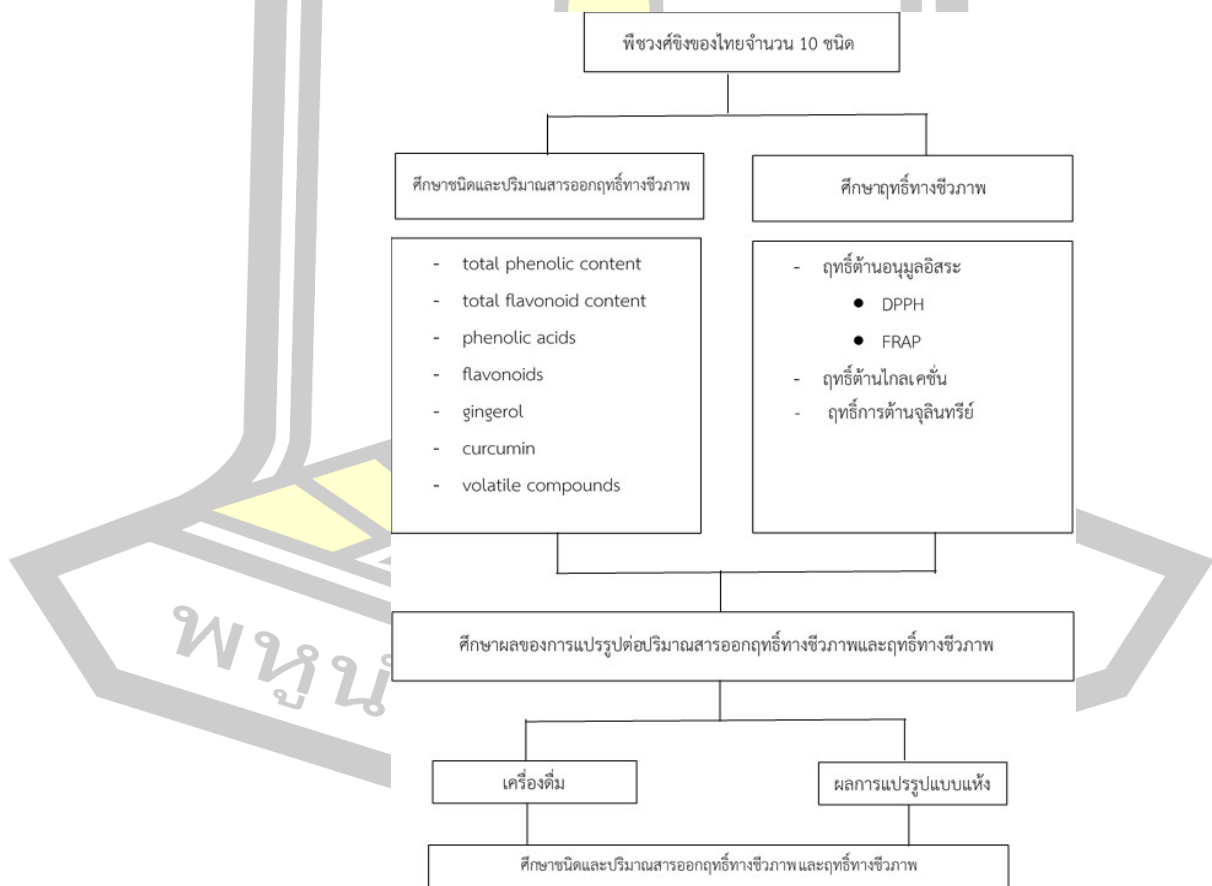 พืชวงศ์ขิงของไทยจำนวน 10 ชนิด
ศึกษาชนิดและปริมาณสารออกฤทธิ์ทางชีวภาพ
- total phenolic content
- total flavonoid content
- phenolic acids
- flavonoids
- gingerol
- curcumin
- volatile compounds
ศึกษาฤทธิ์ทางชีวภาพ
- ฤทธิ์ต้านอนุมูลอิสระ
● DPPH
● FRAP
- ฤทธิ์ต้านไกลเคชั่น
- ฤทธิ์การต้านจุลินทรีย์
ศึกษาผลของการแปรรูปต่อปริมาณสารออกฤทธิ์ทางชีวภาพและฤทธิ์ทางชีวภาพ
เครื่องดื่ม
ผลการแปรรูปแบบแห้ง
ศึกษาชนิดและปริมาณสารออกฤทธิ์ทางชีวภาพและฤทธิ์ทางชีวภาพ
พหูน